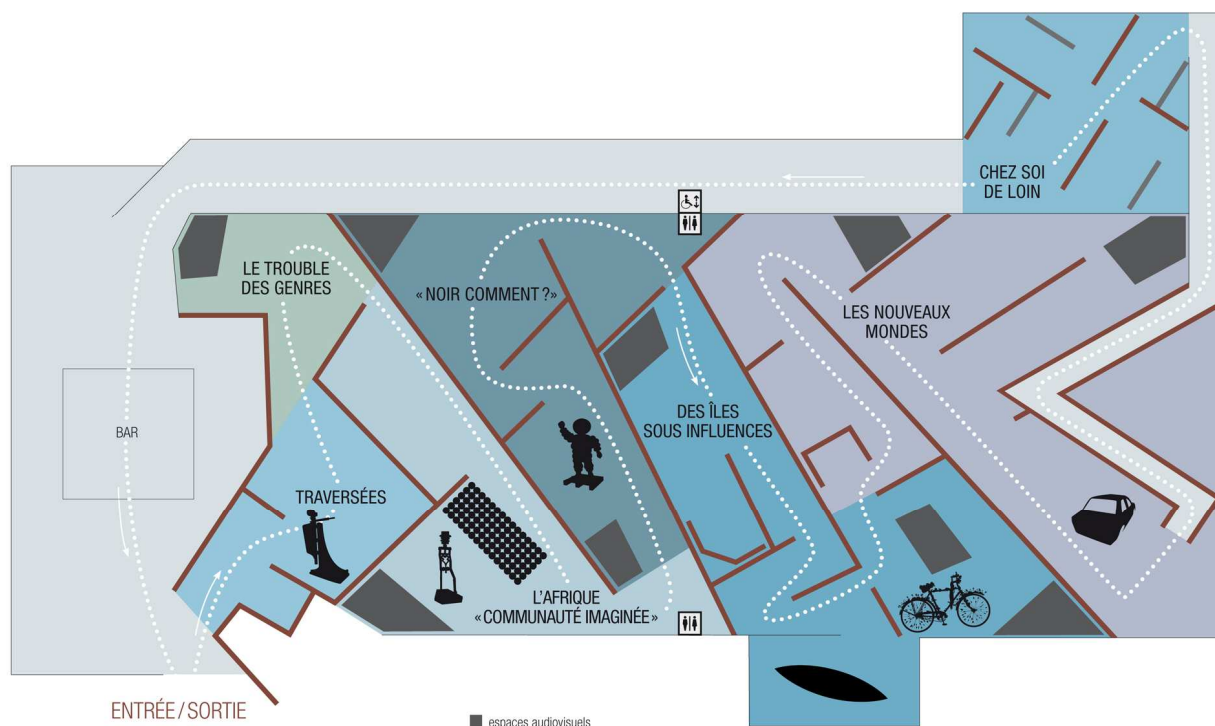 CHEZ SOI
DE LOIN
LE TROUBLE
DES GENRES
« NOIR COMMENT ? »
LES NOUVEAUX
MONDES
DES ÎLES
SOUS INFLUENCES
BAR
TRAVERSÉES
L'AFRIQUE
« COMMUNAUTÉ IMAGINÉE »
ENTRÉE / SORTIE
espaces audiovisuels